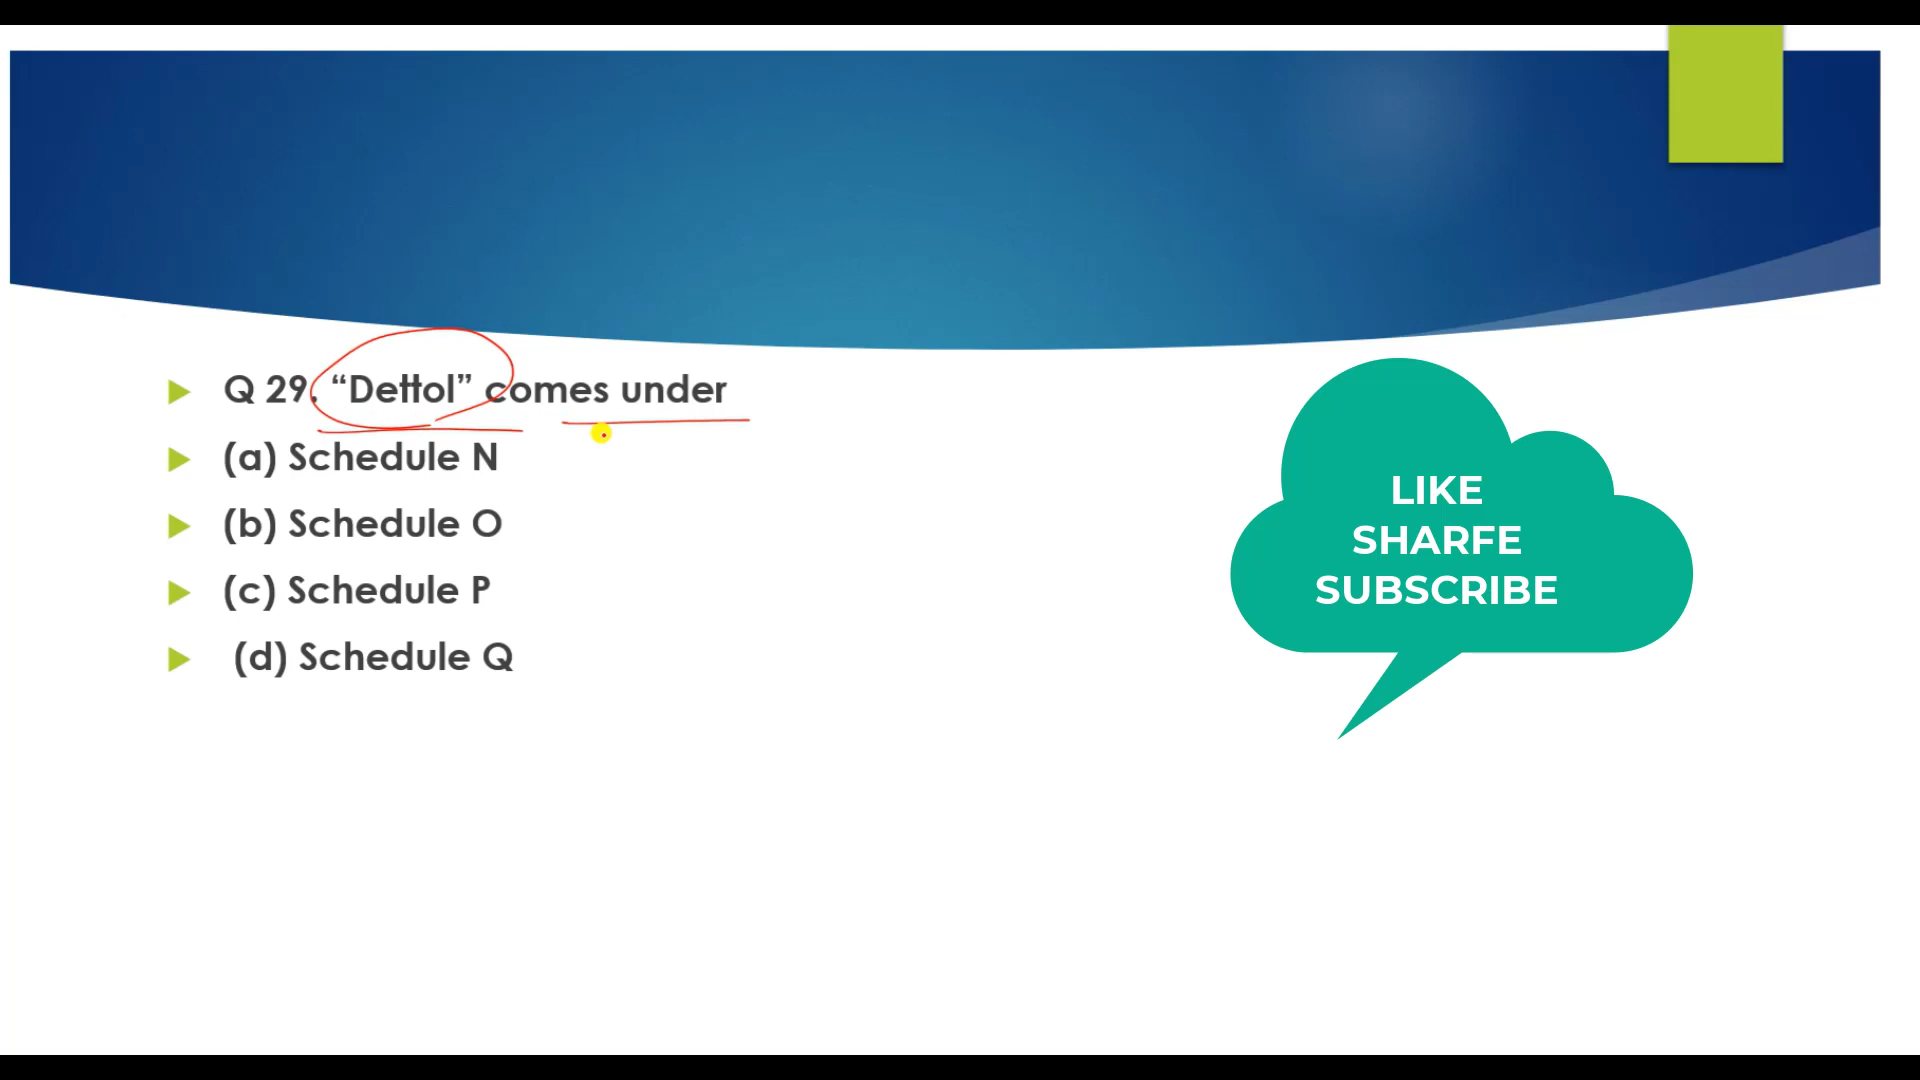 Q 29. “Dettol” comes under
(a) Schedule N
(b) Schedule O
(c) Schedule P
(d) Schedule Q
LIKE
SHARFE
SUBSCRIBE